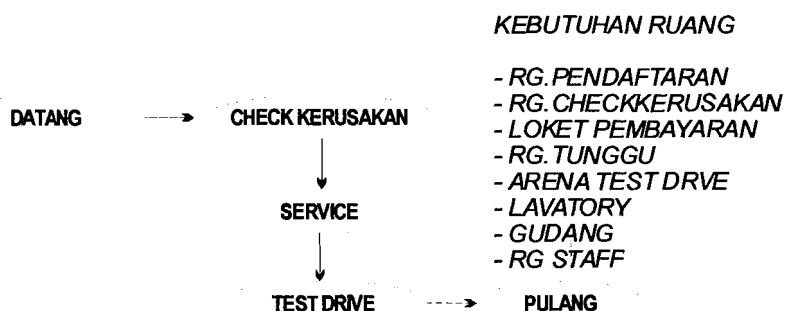 KEBUTUHAN RUANG
- RG. PENDAFTARAN
- RG. CHECKKERUSAKAN
- LOKET PEMBAYARAN
- RG. TUNGGU
- ARENA TEST DRVE
- LAVATORY
- GUDANG
- RG STAFF
DATANG
CHECK KERUSAKAN
SERVICE
TEST DRIVE
PULANG